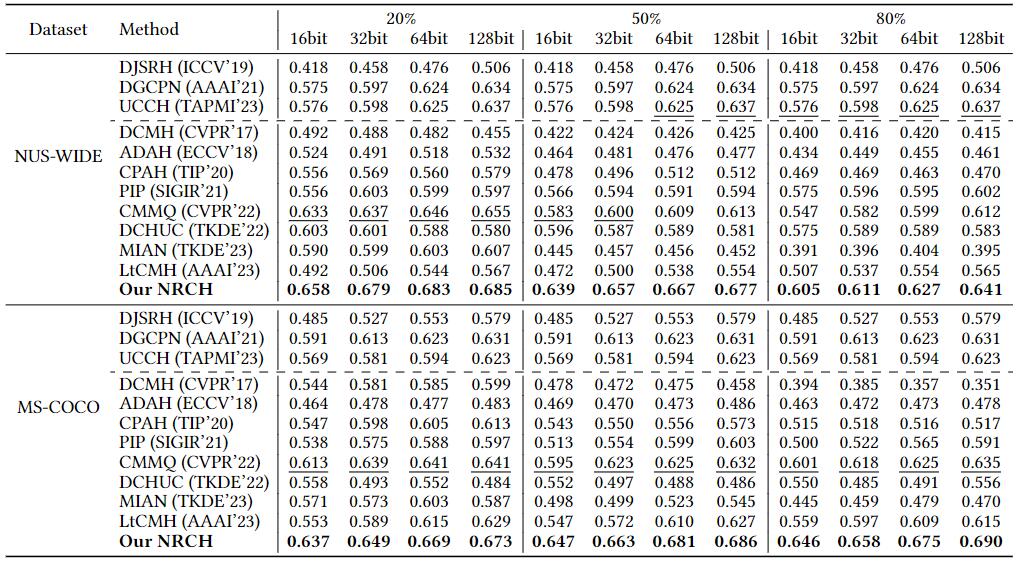 Dataset Method 20% 50% 80%
16bit 32bit 64bit 128bit 16bit 32bit 64bit 128bit 16bit 32bit 64bit 128bit
NUS-WIDE
DJSRH (ICCV'19) 0.418 0.458 0.476 0.506 0.418 0.458 0.476 0.506 0.418 0.458 0.476 0.506
DGCPN (AAAI'21) 0.575 0.597 0.624 0.634 0.575 0.597 0.624 0.634 0.575 0.597 0.624 0.634
UCCH (TAPMI'23) 0.576 0.598 0.625 0.637 0.576 0.598 0.625 0.637 0.576 0.598 0.625 0.637
DCMH (CVPR'17) 0.492 0.488 0.482 0.455 0.422 0.424 0.426 0.425 0.400 0.416 0.420 0.415
ADAH (ECCV'18) 0.524 0.491 0.518 0.532 0.464 0.481 0.476 0.477 0.434 0.449 0.455 0.461
CPAH (TIP'20) 0.556 0.569 0.560 0.579 0.478 0.496 0.512 0.512 0.469 0.469 0.463 0.470
PIP (SIGIR'21) 0.556 0.603 0.599 0.597 0.566 0.594 0.591 0.594 0.575 0.596 0.595 0.602
CMMQ (CVPR'22) 0.633 0.637 0.646 0.655 0.583 0.600 0.609 0.613 0.547 0.582 0.599 0.612
DCHUC (TKDE'22) 0.603 0.601 0.588 0.580 0.596 0.587 0.589 0.581 0.575 0.589 0.589 0.583
MIAN (TKDE'23) 0.590 0.599 0.603 0.607 0.445 0.457 0.456 0.452 0.391 0.396 0.404 0.395
LtCMH (AAAI'23) 0.492 0.506 0.544 0.567 0.472 0.500 0.538 0.554 0.507 0.537 0.554 0.565
Our NRCH 0.658 0.679 0.683 0.685 0.639 0.657 0.667 0.677 0.605 0.611 0.627 0.641
MS-COCO
DJSRH (ICCV'19) 0.485 0.527 0.553 0.579 0.485 0.527 0.553 0.579 0.485 0.527 0.553 0.579
DGCPN (AAAI'21) 0.591 0.613 0.623 0.631 0.591 0.613 0.623 0.631 0.591 0.613 0.623 0.631
UCCH (TAPMI'23) 0.569 0.581 0.594 0.623 0.569 0.581 0.594 0.623 0.569 0.581 0.594 0.623
DCMH (CVPR'17) 0.544 0.581 0.585 0.599 0.478 0.472 0.475 0.458 0.394 0.385 0.357 0.351
ADAH (ECCV'18) 0.464 0.478 0.477 0.483 0.469 0.470 0.473 0.486 0.463 0.472 0.473 0.478
CPAH (TIP'20) 0.547 0.598 0.605 0.613 0.543 0.550 0.556 0.573 0.515 0.518 0.516 0.517
PIP (SIGIR'21) 0.538 0.575 0.588 0.597 0.513 0.554 0.599 0.603 0.500 0.522 0.565 0.591
CMMQ (CVPR'22) 0.613 0.639 0.641 0.641 0.595 0.623 0.625 0.632 0.601 0.618 0.625 0.635
DCHUC (TKDE'22) 0.558 0.493 0.552 0.484 0.552 0.497 0.488 0.486 0.550 0.485 0.491 0.556
MIAN (TKDE'23) 0.571 0.573 0.603 0.587 0.498 0.499 0.523 0.545 0.445 0.459 0.479 0.470
LtCMH (AAAI'23) 0.553 0.589 0.615 0.629 0.547 0.572 0.610 0.627 0.559 0.597 0.609 0.615
Our NRCH 0.637 0.649 0.669 0.673 0.647 0.663 0.681 0.686 0.646 0.658 0.675 0.690